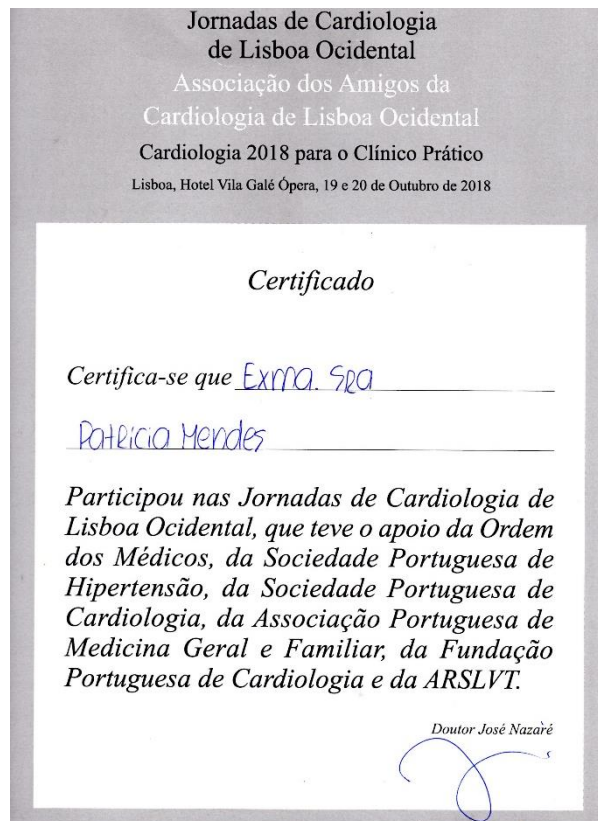 Jornadas de Cardiologia
de Lisboa Ocidental
Associação dos Amigos da
Cardiologia de Lisboa Ocidental
Cardiologia 2018 para o Clínico Prático
Lisboa, Hotel Vila Galé Ópera, 19 e 20 de Outubro de 2018
Certificado
Certifica-se que Exma. Sra
Patricia Mendes
Participou nas Jornadas de Cardiologia de
Lisboa Ocidental, que teve o apoio da Ordem
dos Médicos, da Sociedade Portuguesa de
Hipertensão, da Sociedade Portuguesa de
Cardiologia, da Associação Portuguesa de
Medicina Geral e Familiar, da Fundação
Portuguesa de Cardiologia e da ARSLVT.
Doutor José Nazaré